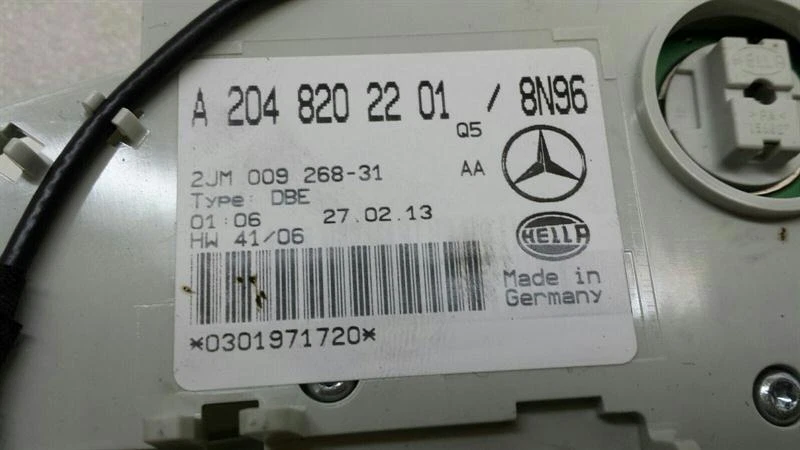 A 204 820 22 01 / 8N96
Q5
2JM 009 268-31 AA
Type: DBE
01:06 27.02.13
HW 41/06
HELLA
Made in
Germany
*0301971720*
HELLA
>PA<